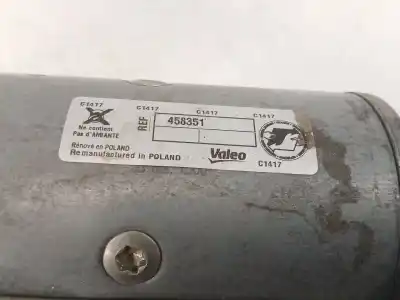 C1417 C1417 C1417 C1417
Ne contient
Pas d'AMIANTE
REF 458351
Rénové en POLAND
Remanufactured in POLAND
Valeo
C1417